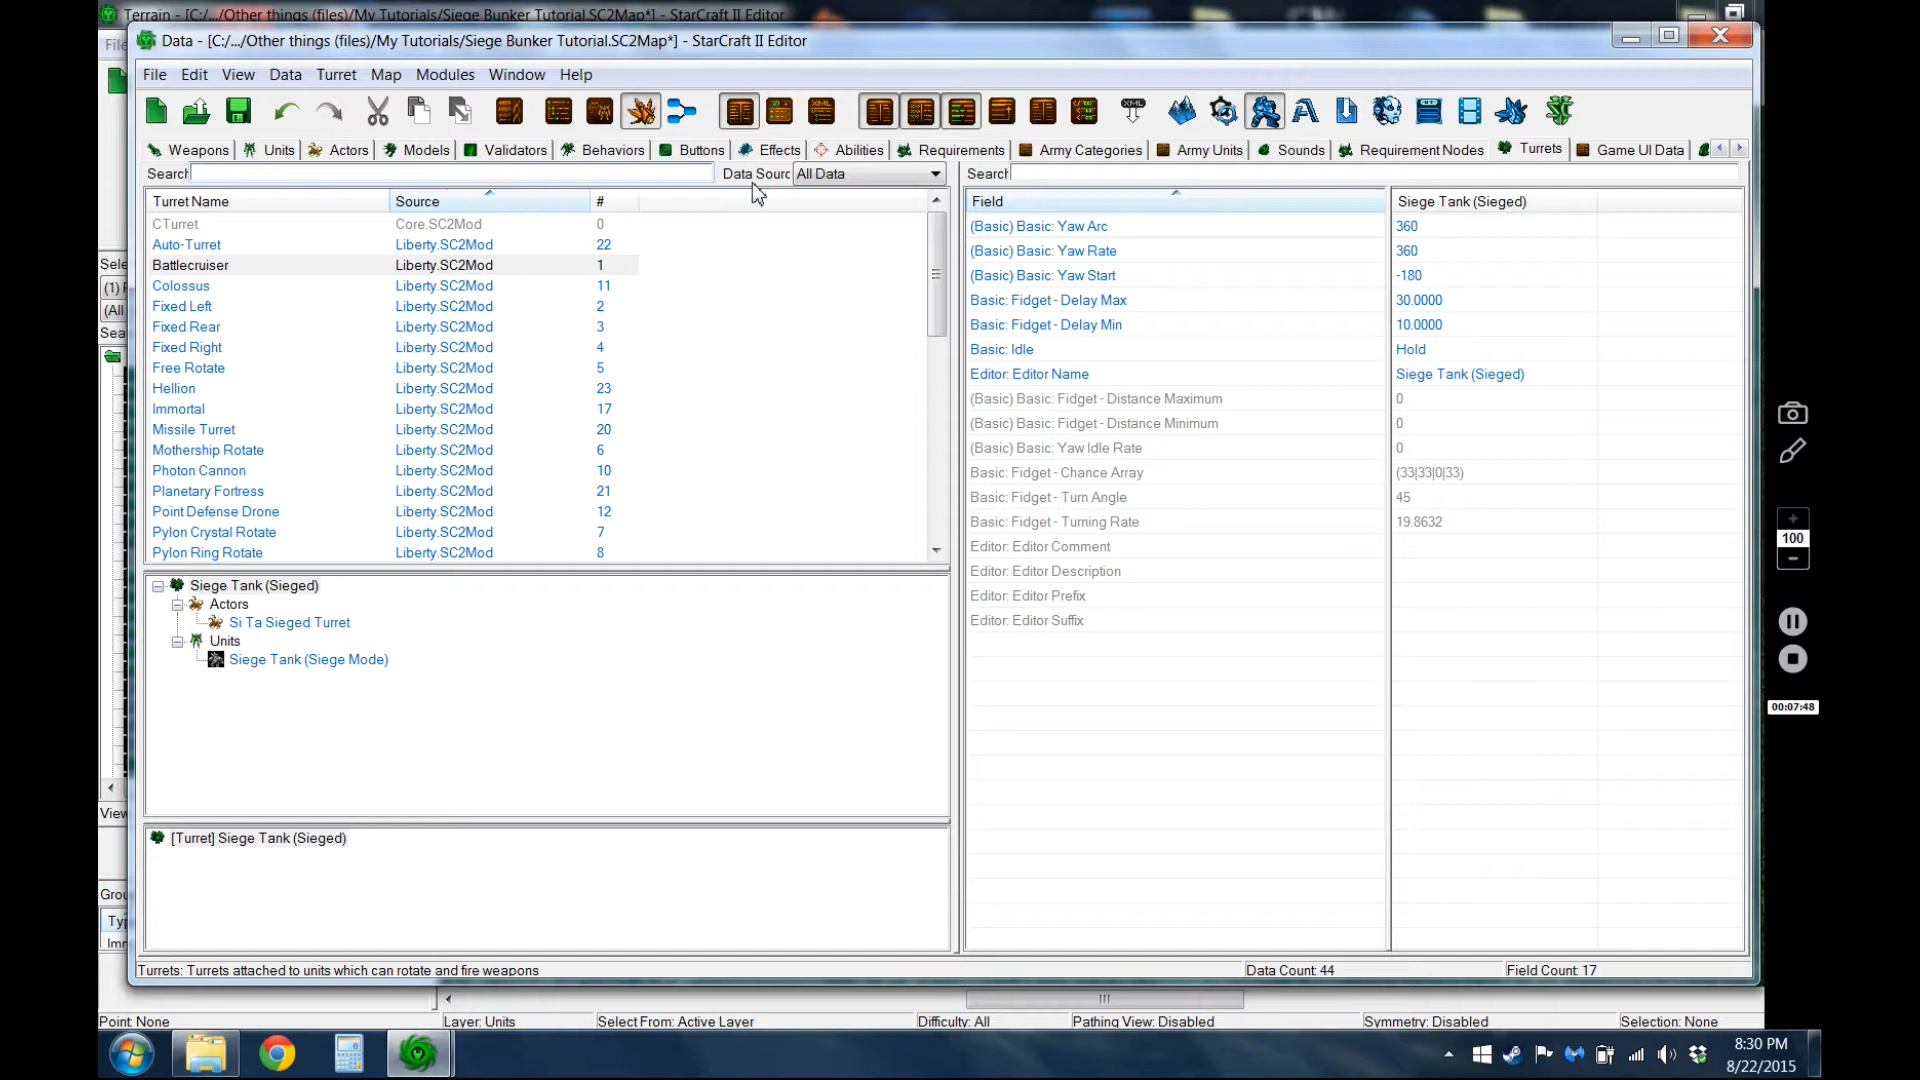 Terrain - [C:/.../Other things (files)/My Tutorials/Siege Bunker Tutorial.SC2Map*] - StarCraft II Editor
Data - [C:/.../Other things (files)/My Tutorials/Siege Bunker Tutorial.SC2Map*] - StarCraft II Editor
File Edit View Data Turret Map Modules Window Help
Weapons Units Actors Models Validators Behaviors Buttons Effects Abilities Requirements Army Categories Army Units Sounds Requirement Nodes Turrets Game UI Data
Search Data Sourc All Data Search
Turret Name Source #
CTurret Core.SC2Mod 0
Auto-Turret Liberty.SC2Mod 22
Battlecruiser Liberty.SC2Mod 1
Colossus Liberty.SC2Mod 11
Fixed Left Liberty.SC2Mod 2
Fixed Rear Liberty.SC2Mod 3
Fixed Right Liberty.SC2Mod 4
Free Rotate Liberty.SC2Mod 5
Hellion Liberty.SC2Mod 23
Immortal Liberty.SC2Mod 17
Missile Turret Liberty.SC2Mod 20
Mothership Rotate Liberty.SC2Mod 6
Photon Cannon Liberty.SC2Mod 10
Planetary Fortress Liberty.SC2Mod 21
Point Defense Drone Liberty.SC2Mod 12
Pylon Crystal Rotate Liberty.SC2Mod 7
Pylon Ring Rotate Liberty.SC2Mod 8
Siege Tank (Sieged)
Actors
Si Ta Sieged Turret
Units
Siege Tank (Siege Mode)
[Turret] Siege Tank (Sieged)
Field Siege Tank (Sieged)
(Basic) Basic: Yaw Arc 360
(Basic) Basic: Yaw Rate 360
(Basic) Basic: Yaw Start -180
Basic: Fidget - Delay Max 30.0000
Basic: Fidget - Delay Min 10.0000
Basic: Idle Hold
Editor: Editor Name Siege Tank (Sieged)
(Basic) Basic: Fidget - Distance Maximum 0
(Basic) Basic: Fidget - Distance Minimum 0
(Basic) Basic: Yaw Idle Rate 0
Basic: Fidget - Chance Array (33|33|0|33)
Basic: Fidget - Turn Angle 45
Basic: Fidget - Turning Rate 19.8632
Editor: Editor Comment
Editor: Editor Description
Editor: Editor Prefix
Editor: Editor Suffix
Turrets: Turrets attached to units which can rotate and fire weapons Data Count: 44 Field Count: 17
File
Sele
(1)
(All
Sea
View
Grou
Typ
Imm
Point: None Layer: Units Select From: Active Layer Difficulty: All Pathing View: Disabled Symmetry: Disabled Selection: None
100
00:07:48
8:30 PM
8/22/2015